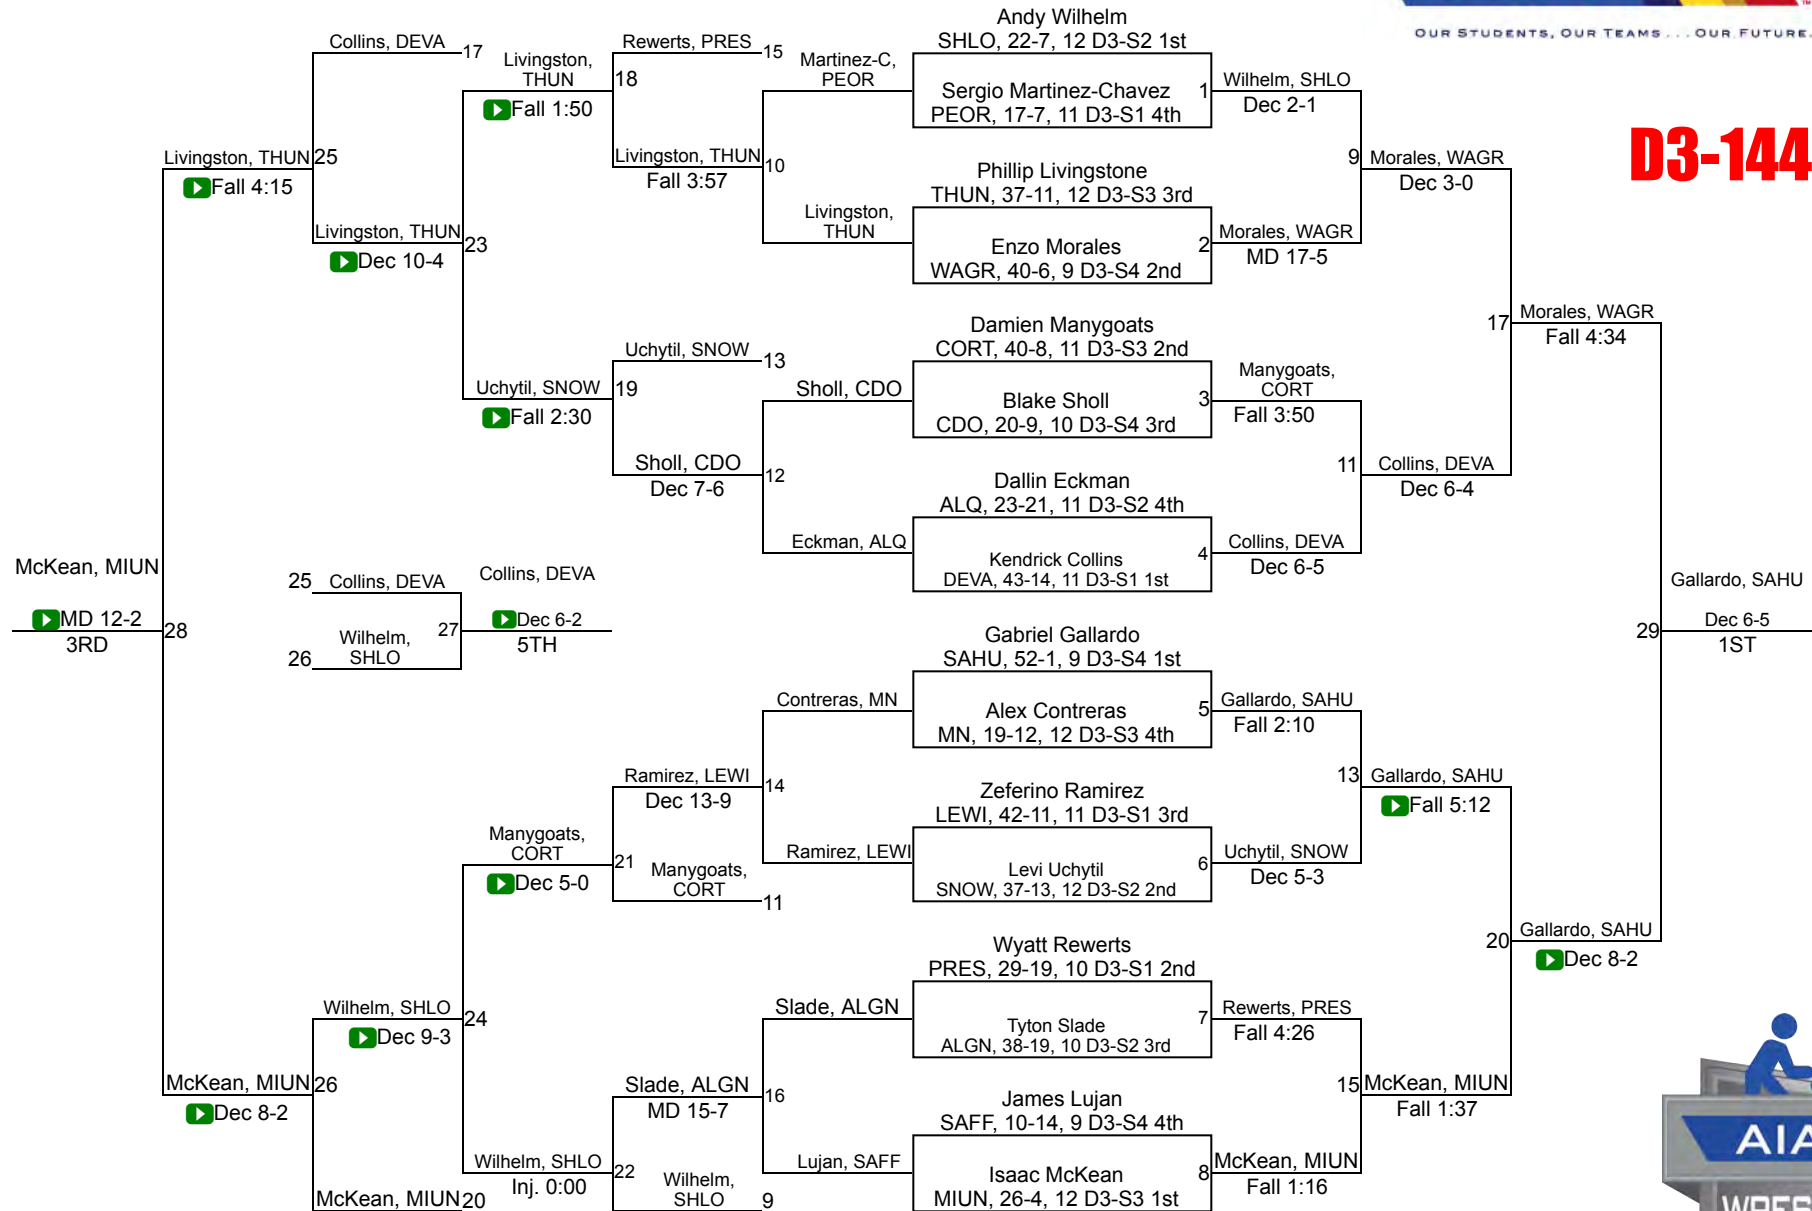 OUR STUDENTS, OUR TEAMS . . . OUR FUTURE.
D3-144
Andy Wilhelm
SHLO, 22-7, 12 D3-S2 1st
Sergio Martinez-Chavez
PEOR, 17-7, 11 D3-S1 4th
1
Phillip Livingstone
THUN, 37-11, 12 D3-S3 3rd
Enzo Morales
WAGR, 40-6, 9 D3-S4 2nd
2
Damien Manygoats
CORT, 40-8, 11 D3-S3 2nd
Blake Sholl
CDO, 20-9, 10 D3-S4 3rd
3
Dallin Eckman
ALQ, 23-21, 11 D3-S2 4th
Kendrick Collins
DEVA, 43-14, 11 D3-S1 1st
4
Gabriel Gallardo
SAHU, 52-1, 9 D3-S4 1st
Alex Contreras
MN, 19-12, 12 D3-S3 4th
5
Zeferino Ramirez
LEWI, 42-11, 11 D3-S1 3rd
Levi Uchytil
SNOW, 37-13, 12 D3-S2 2nd
6
Wyatt Rewerts
PRES, 29-19, 10 D3-S1 2nd
Tyton Slade
ALGN, 38-19, 10 D3-S2 3rd
7
James Lujan
SAFF, 10-14, 9 D3-S4 4th
Isaac McKean
MIUN, 26-4, 12 D3-S3 1st
8
Wilhelm, SHLO
Dec 2-1
Morales, WAGR
MD 17-5
Manygoats,
CORT
Fall 3:50
Collins, DEVA
Dec 6-5
Gallardo, SAHU
Fall 2:10
Uchytil, SNOW
Dec 5-3
Rewerts, PRES
Fall 4:26
McKean, MIUN
Fall 1:16
9
Morales, WAGR
Dec 3-0
11
Collins, DEVA
Dec 6-4
13
Gallardo, SAHU
Fall 5:12
15
McKean, MIUN
Fall 1:37
17
Morales, WAGR
Fall 4:34
20
Gallardo, SAHU
Dec 8-2
29
Gallardo, SAHU
Dec 6-5
1ST
Martinez-C,
PEOR
10
Livingston,
THUN
Sholl, CDO
12
Eckman, ALQ
Contreras, MN
14
Ramirez, LEWI
Slade, ALGN
16
Lujan, SAFF
Rewerts, PRES
15
18
Livingston, THUN
Fall 3:57
Uchytil, SNOW
13
19
Sholl, CDO
Dec 7-6
Ramirez, LEWI
Dec 13-9
21
Manygoats,
CORT
11
Slade, ALGN
MD 15-7
22
Wilhelm,
SHLO
9
Livingston,
THUN
Fall 1:50
23
Uchytil, SNOW
Fall 2:30
Manygoats,
CORT
Dec 5-0
24
Wilhelm, SHLO
Inj. 0:00
Collins, DEVA
17
25
Livingston, THUN
Dec 10-4
Wilhelm, SHLO
Dec 9-3
26
McKean, MIUN
20
Livingston, THUN
Fall 4:15
McKean, MIUN
Dec 8-2
McKean, MIUN
MD 12-2
3RD
28
25
Collins, DEVA
26
Wilhelm,
SHLO
27
Collins, DEVA
Dec 6-2
5TH
AIA